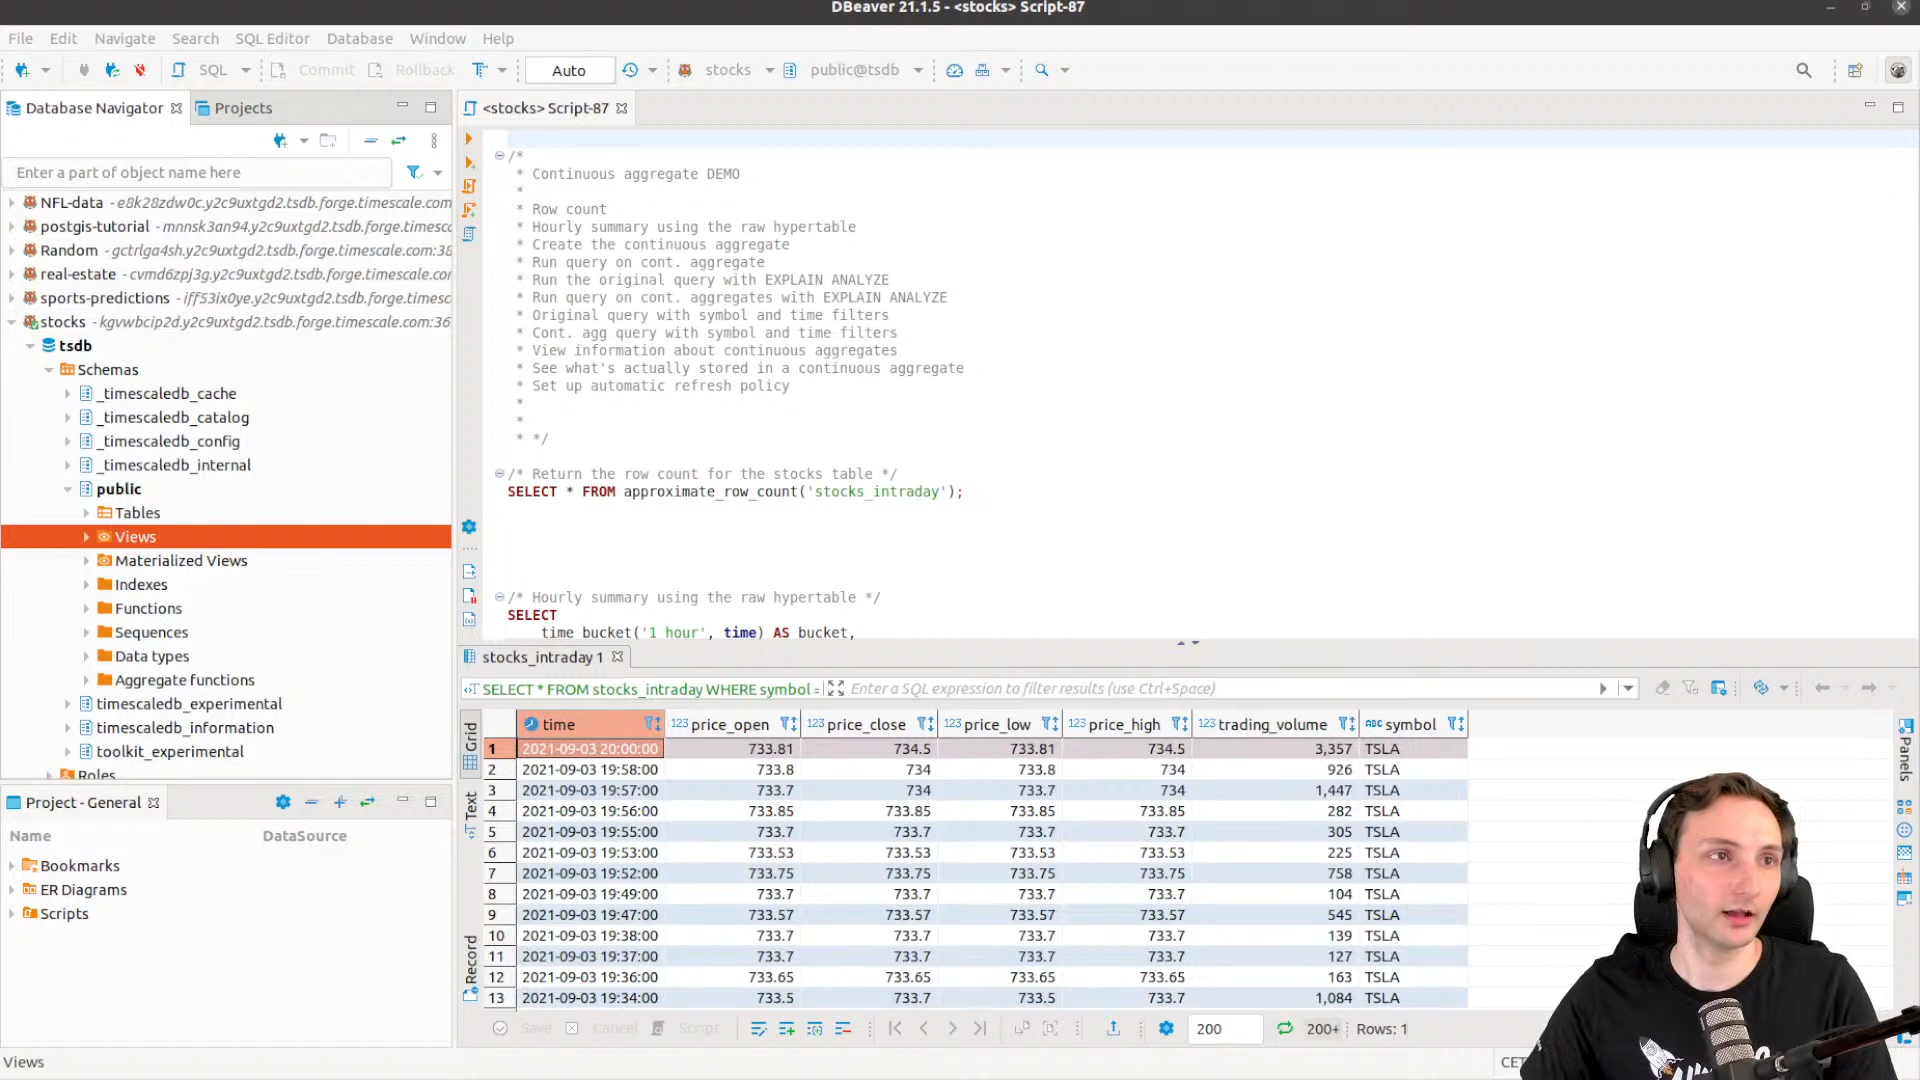 DBeaver 21.1.5 - <stocks> Script-87
File Edit Navigate Search SQL Editor Database Window Help
SQL Commit Rollback Auto stocks public@tsdb
Database Navigator Projects
Enter a part of object name here
NFL-data - e8k28zdw0c.y2c9uxtgd2.tsdb.forge.timescale.com
postgis-tutorial - mnnsk3an94.y2c9uxtgd2.tsdb.forge.timesc
Random - gctrlga4sh.y2c9uxtgd2.tsdb.forge.timescale.com:38
real-estate - cvmd6zpj3g.y2c9uxtgd2.tsdb.forge.timescale.co
sports-predictions - iff53ix0ye.y2c9uxtgd2.tsdb.forge.timesc
stocks - kgvwbcip2d.y2c9uxtgd2.tsdb.forge.timescale.com:36
tsdb
Schemas
_timescaledb_cache
_timescaledb_catalog
_timescaledb_config
_timescaledb_internal
public
Tables
Views
Materialized Views
Indexes
Functions
Sequences
Data types
Aggregate functions
timescaledb_experimental
timescaledb_information
toolkit_experimental
Roles
Project - General
Name DataSource
Bookmarks
ER Diagrams
Scripts
Views
<stocks> Script-87
/*
* Continuous aggregate DEMO
*
* Row count
* Hourly summary using the raw hypertable
* Create the continuous aggregate
* Run query on cont. aggregate
* Run the original query with EXPLAIN ANALYZE
* Run query on cont. aggregates with EXPLAIN ANALYZE
* Original query with symbol and time filters
* Cont. agg query with symbol and time filters
* View information about continuous aggregates
* See what's actually stored in a continuous aggregate
* Set up automatic refresh policy
*
*
* */
/* Return the row count for the stocks table */
SELECT * FROM approximate_row_count('stocks_intraday');
/* Hourly summary using the raw hypertable */
SELECT
time_bucket('1 hour', time) AS bucket,
stocks_intraday 1
SELECT * FROM stocks_intraday WHERE symbol = Enter a SQL expression to filter results (use Ctrl+Space)
Grid
Text
Record
Panels
time 123 price_open 123 price_close 123 price_low 123 price_high 123 trading_volume ABC symbol
1 2021-09-03 20:00:00 733.81 734.5 733.81 734.5 3,357 TSLA
2 2021-09-03 19:58:00 733.8 734 733.8 734 926 TSLA
3 2021-09-03 19:57:00 733.7 734 733.7 734 1,447 TSLA
4 2021-09-03 19:56:00 733.85 733.85 733.85 733.85 282 TSLA
5 2021-09-03 19:55:00 733.7 733.7 733.7 733.7 305 TSLA
6 2021-09-03 19:53:00 733.53 733.53 733.53 733.53 225 TSLA
7 2021-09-03 19:52:00 733.75 733.75 733.75 733.75 758 TSLA
8 2021-09-03 19:49:00 733.7 733.7 733.7 733.7 104 TSLA
9 2021-09-03 19:47:00 733.57 733.57 733.57 733.57 545 TSLA
10 2021-09-03 19:38:00 733.7 733.7 733.7 733.7 139 TSLA
11 2021-09-03 19:37:00 733.7 733.7 733.7 733.7 127 TSLA
12 2021-09-03 19:36:00 733.65 733.65 733.65 733.65 163 TSLA
13 2021-09-03 19:34:00 733.5 733.7 733.5 733.7 1,084 TSLA
Save Cancel Script 200 200+ Rows: 1
CET